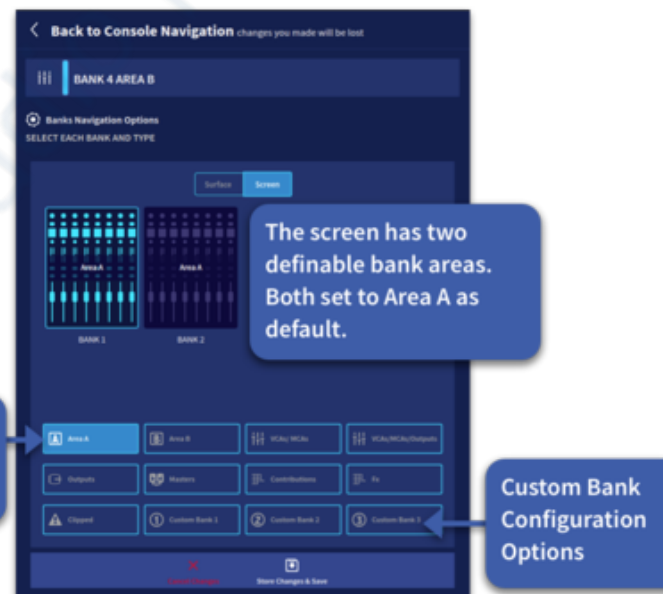 Back to Console Navigation changes you made will be lost
BANK 4 AREA B
Banks Navigation Options
SELECT EACH BANK AND TYPE
Surface Screen
Area A Area A
BANK 1 BANK 2
The screen has two
definable bank areas.
Both set to Area A as
default.
A Area A B Area B VCAs/ MCAs VCAs/MCAs/Outputs
Outputs Masters Contributions Fx
Clipped 1 Custom Bank 1 2 Custom Bank 2 3 Custom Bank 3
Custom Bank
Configuration
Options
Store Changes & Save